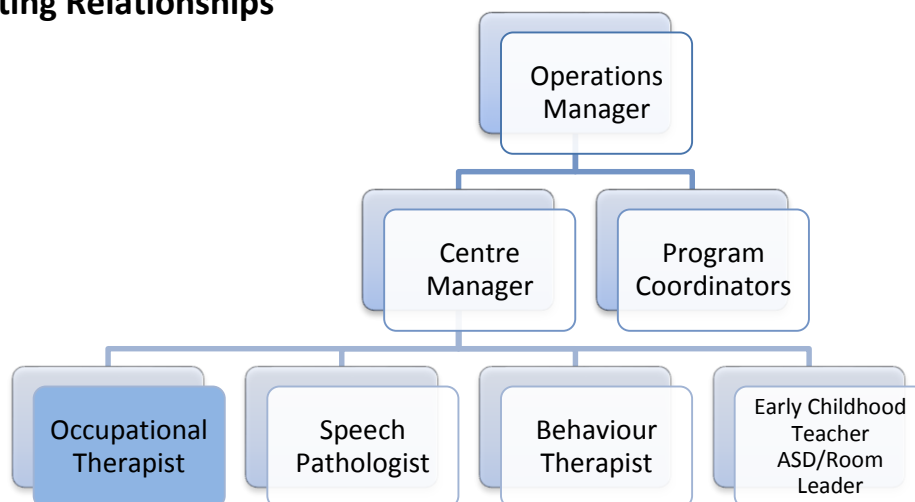 ting Relationships
Operations
Manager
Centre
Manager
Program
Coordinators
Occupational
Therapist
Speech
Pathologist
Behaviour
Therapist
Early Childhood
Teacher
ASD/Room
Leader